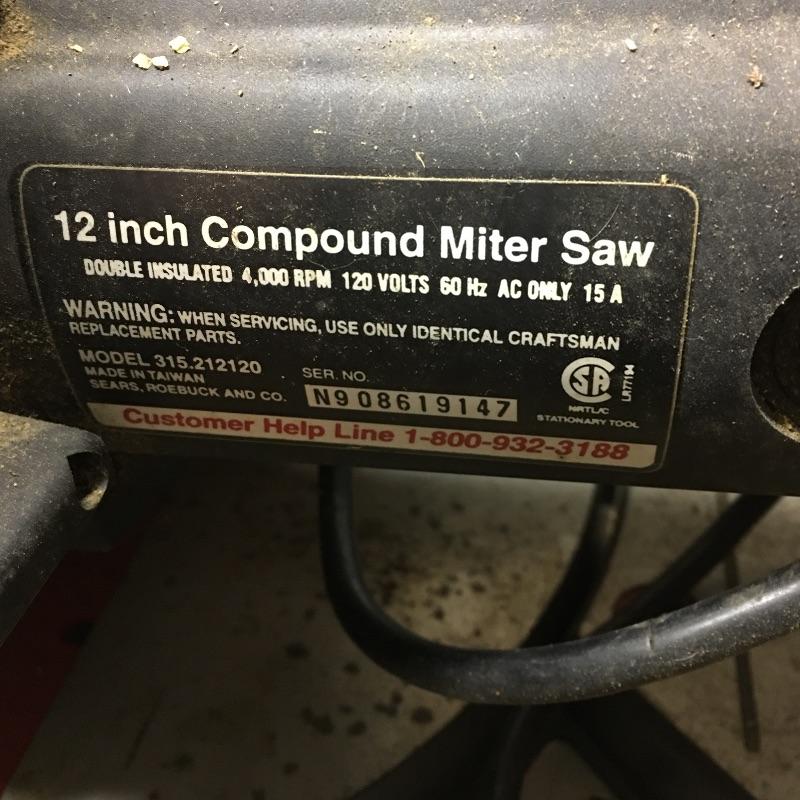 12 inch Compound Miter Saw
DOUBLE INSULATED 4,000 RPM 120 VOLTS 60 Hz AC ONLY 15 A
WARNING: WHEN SERVICING, USE ONLY IDENTICAL CRAFTSMAN
REPLACEMENT PARTS.
MODEL 315.212120
MADE IN TAIWAN
SEARS, ROEBUCK AND CO.
SER. NO.
N908619147
SA
LR77194
NRTL/C
STATIONARY TOOL
Customer Help Line 1-800-932-3188